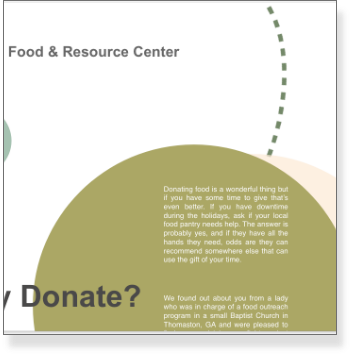 Food & Resource Center
Donating food is a wonderful thing but
if you have some time to give that's
even better. If you have downtime
during the holidays, ask if your local
food pantry needs help. The answer is
probably yes, and if they have all the
hands they need, odds are they can
recommend somewhere else that can
use the gift of your time.
y Donate?
We found out about you from a lady
who was in charge of a food outreach
program in a small Baptist Church in
Thomaston, GA and were pleased to